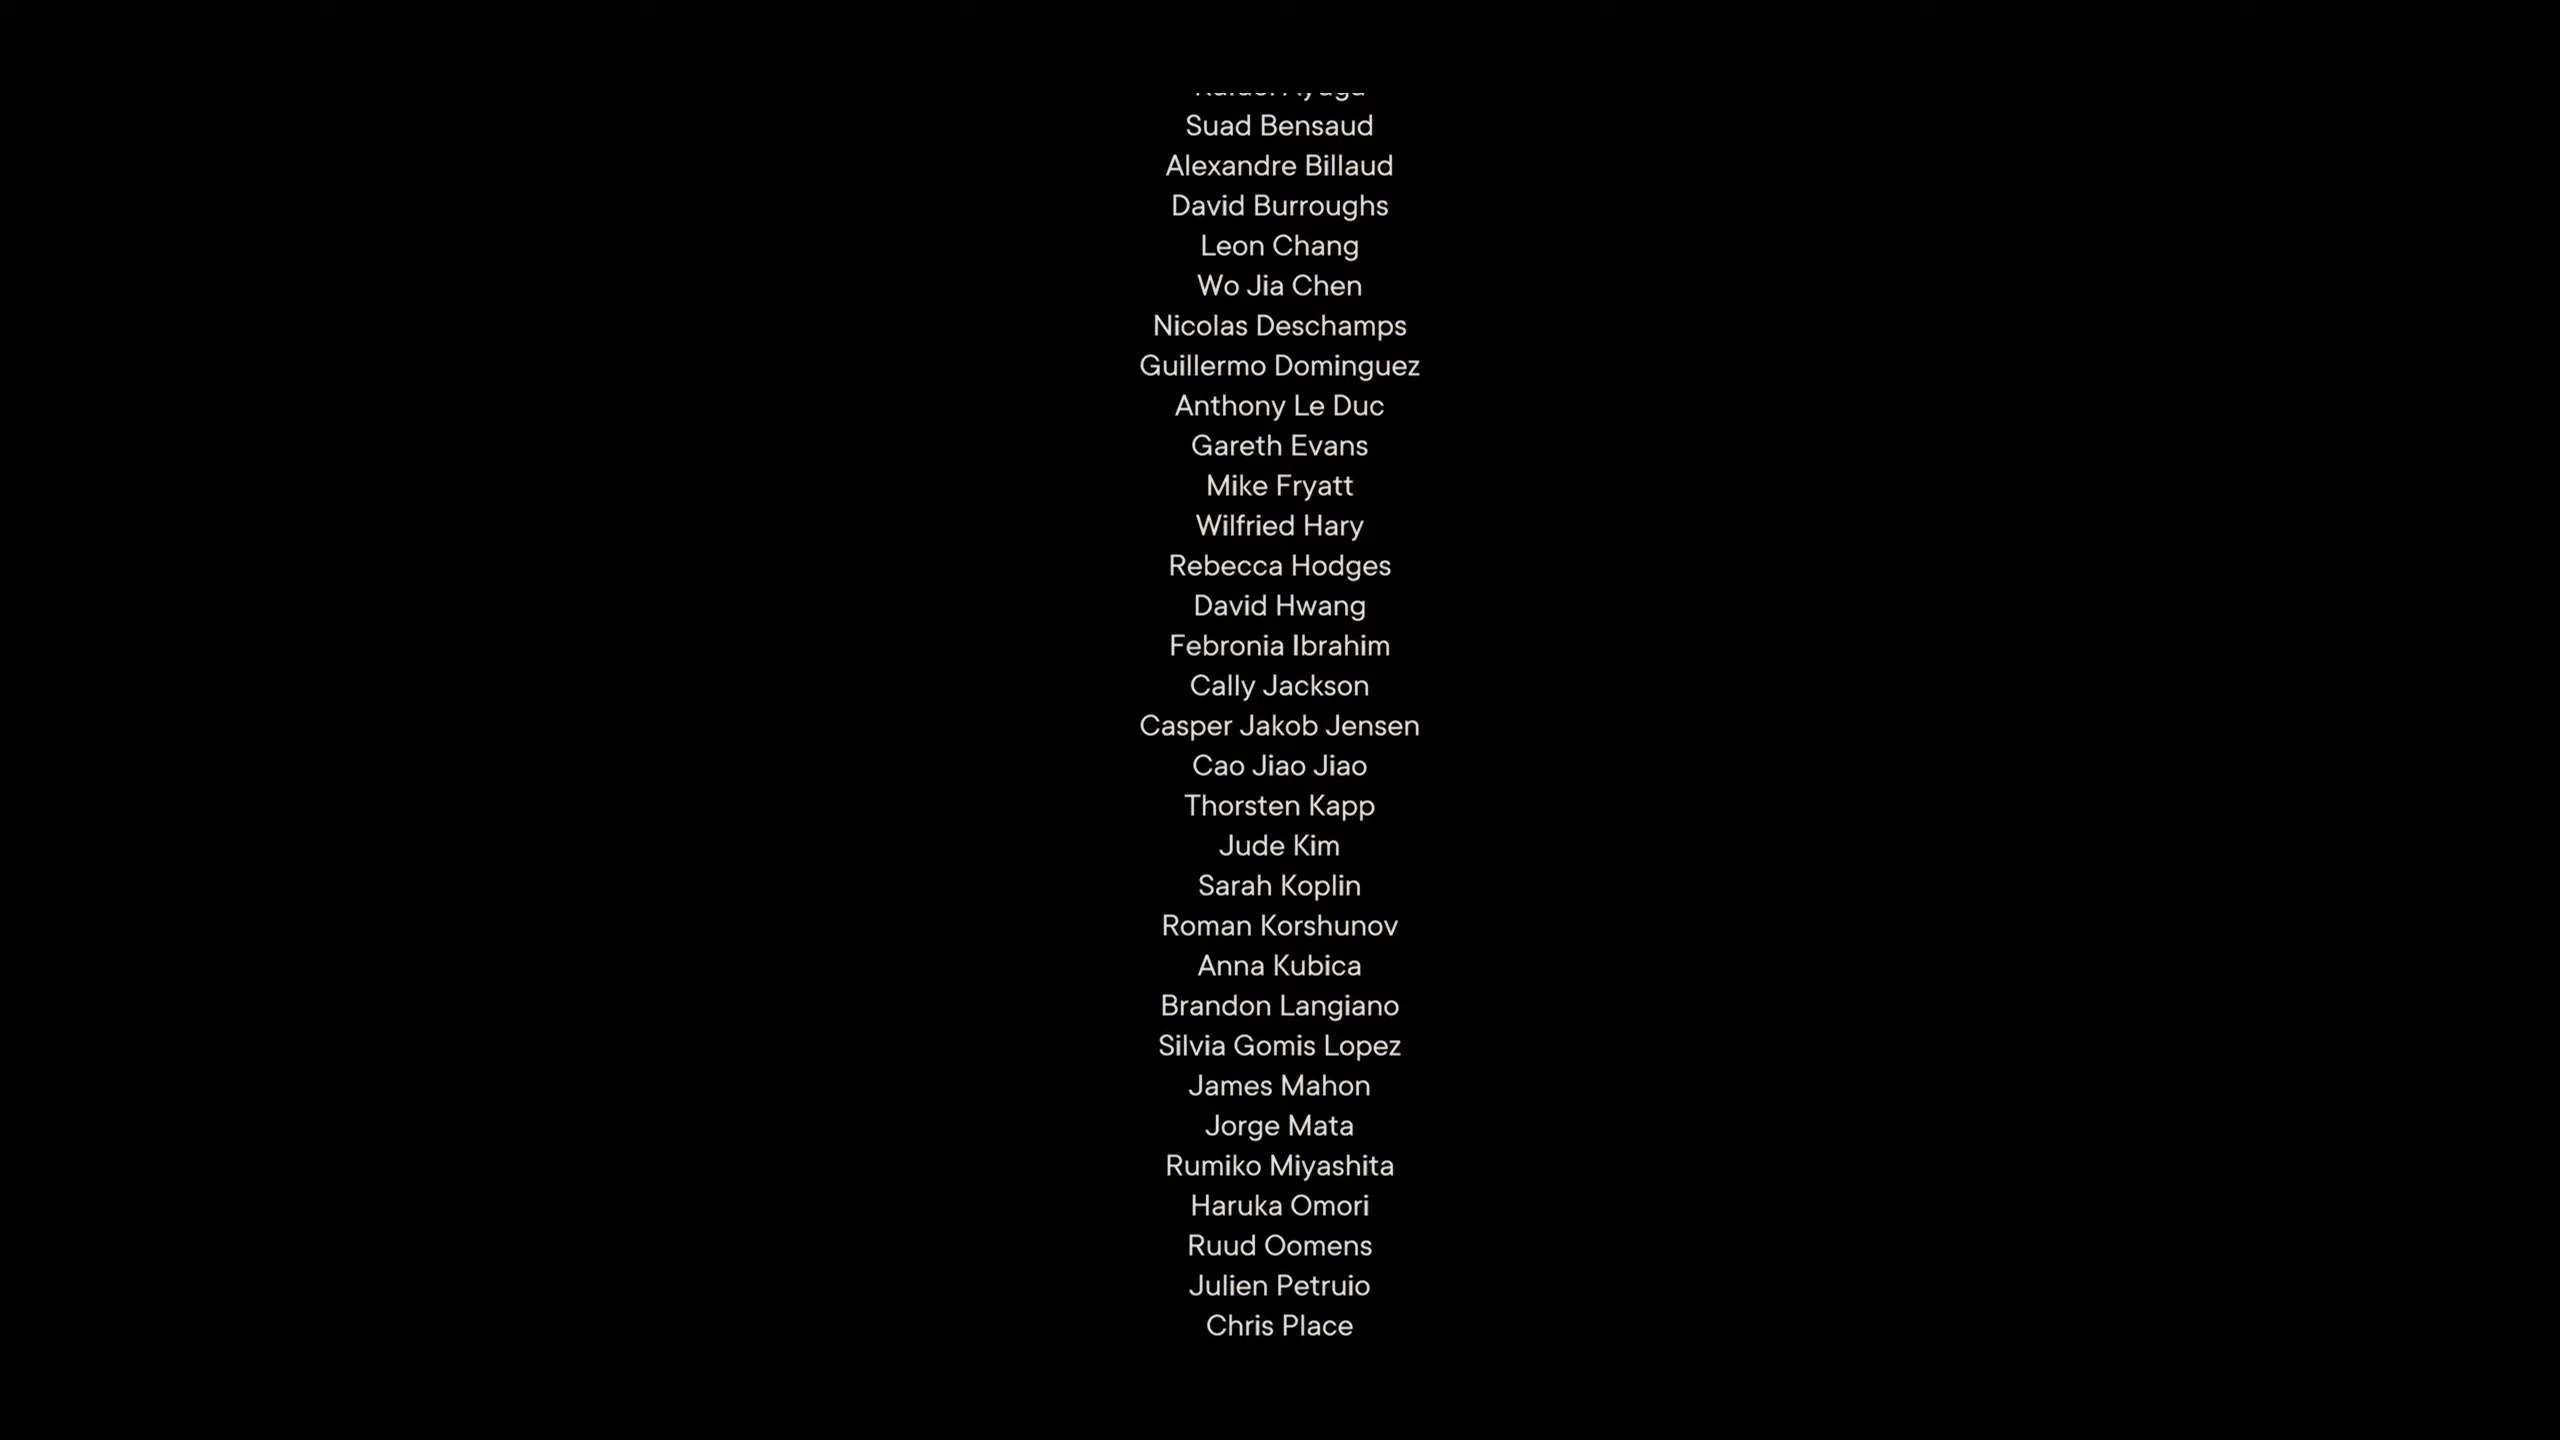 Suad Bensaud
Alexandre Billaud
David Burroughs
Leon Chang
Wo Jia Chen
Nicolas Deschamps
Guillermo Dominguez
Anthony Le Duc
Gareth Evans
Mike Fryatt
Wilfried Hary
Rebecca Hodges
David Hwang
Febronia Ibrahim
Cally Jackson
Casper Jakob Jensen
Cao Jiao Jiao
Thorsten Kapp
Jude Kim
Sarah Koplin
Roman Korshunov
Anna Kubica
Brandon Langiano
Silvia Gomis Lopez
James Mahon
Jorge Mata
Rumiko Miyashita
Haruka Omori
Ruud Oomens
Julien Petruio
Chris Place